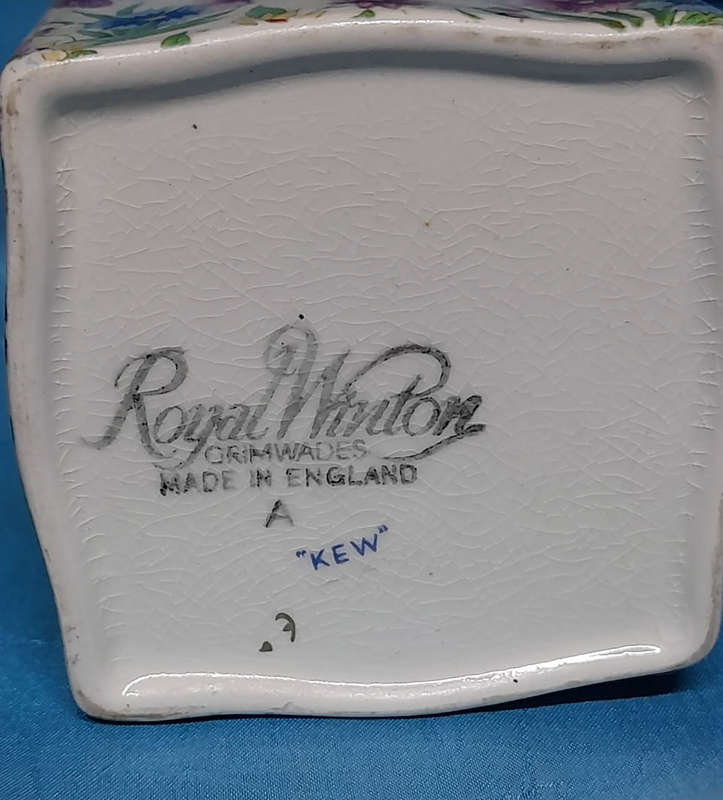 Royal Winton
GRIMWADES
MADE IN ENGLAND
A
"KEW"